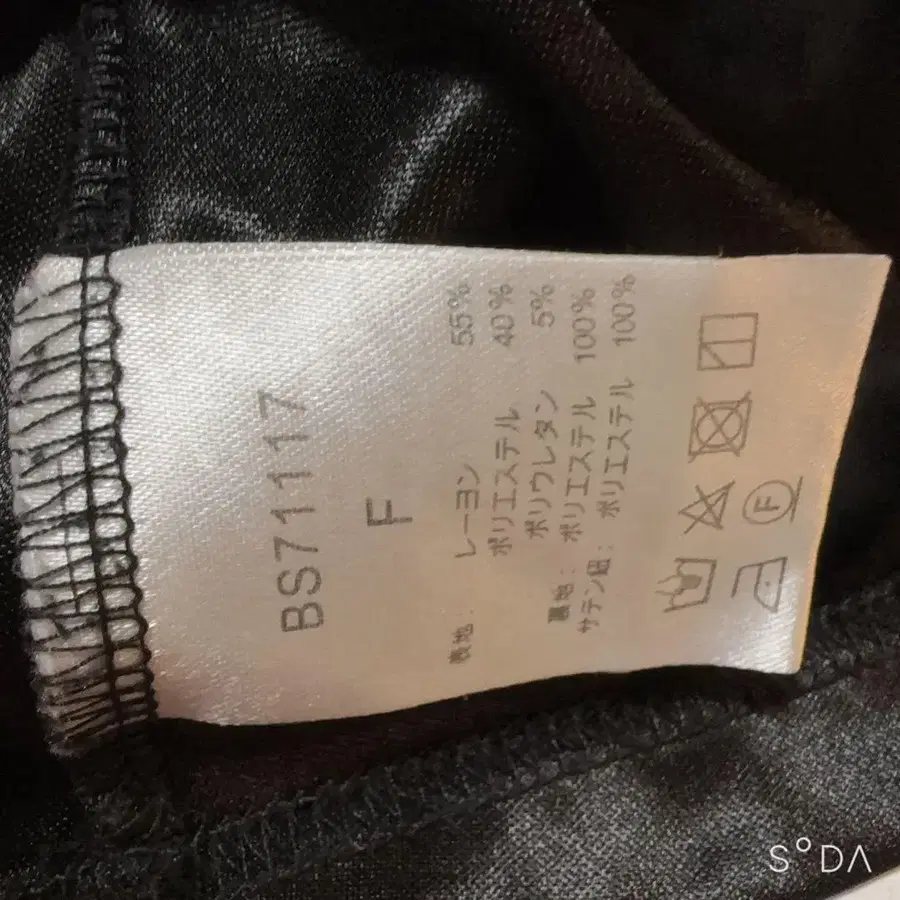 BS71117
F
表地： レーヨン 55%
ポリエステル 40%
ポリウレタン 5%
裏地： ポリエステル 100%
サテン釦： ポリエステル 100%
F
S°DΛ